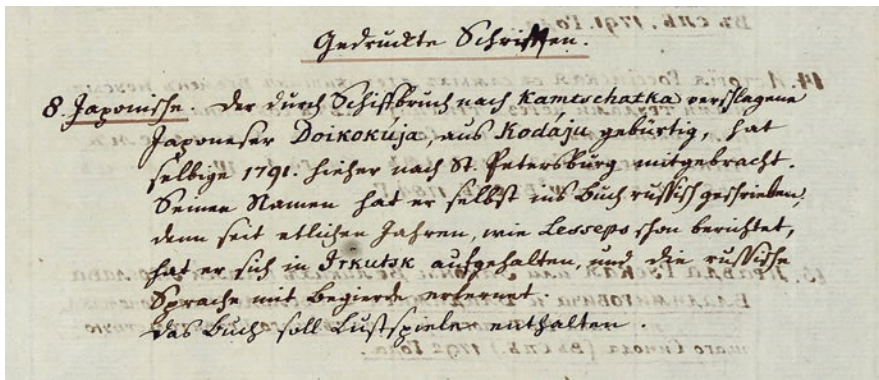 Gedruckte Schriften.
8. Japonische. Der durch Schiffbruch nach Kamtschatka verschlagene
Japoneser Doikokuja, aus Kodáju gebürtig, hat
selbige 1791. hieher nach St. Petersburg mitgebracht.
Seinen Namen hat er selbst ins Buch russisch geschrieben,
denn seit etlichen Jahren, wie Lesseps schon berichtet,
hat er sich in Irkutsk aufgehalten, und die russische
Sprache mit Begierde erlernet.
Das Buch soll Lustspiele enthalten.